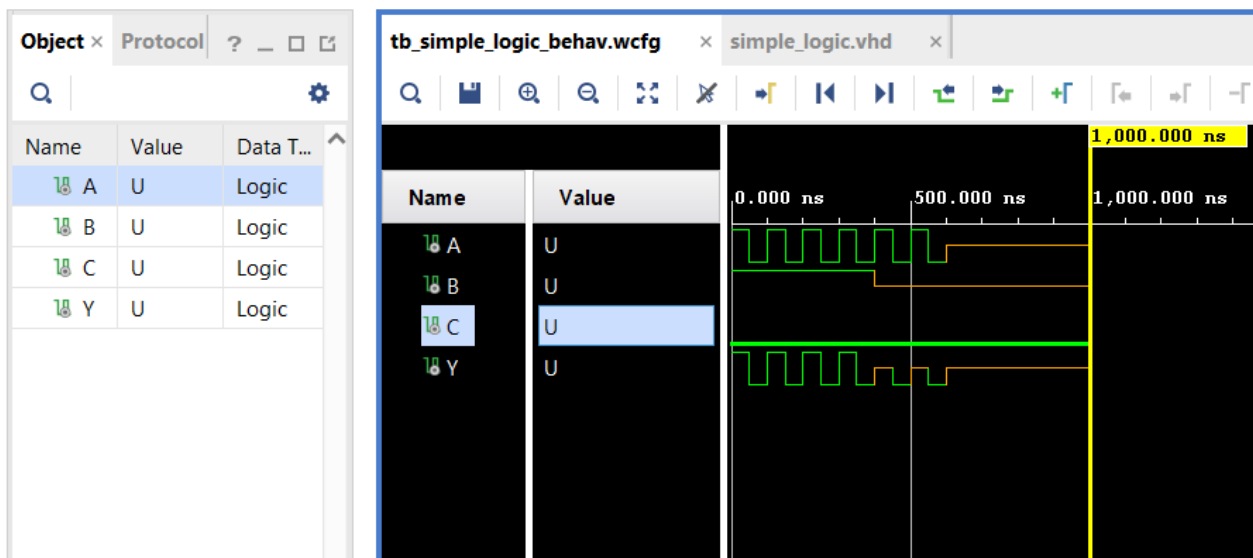 Object × Protocol ? _
Name Value Data T...
A U Logic
B U Logic
C U Logic
Y U Logic
tb_simple_logic_behav.wcfg × simple_logic.vhd ×
1,000.000 ns
Name Value 0.000 ns 500.000 ns 1,000.000 ns
A U
B U
C U
Y U